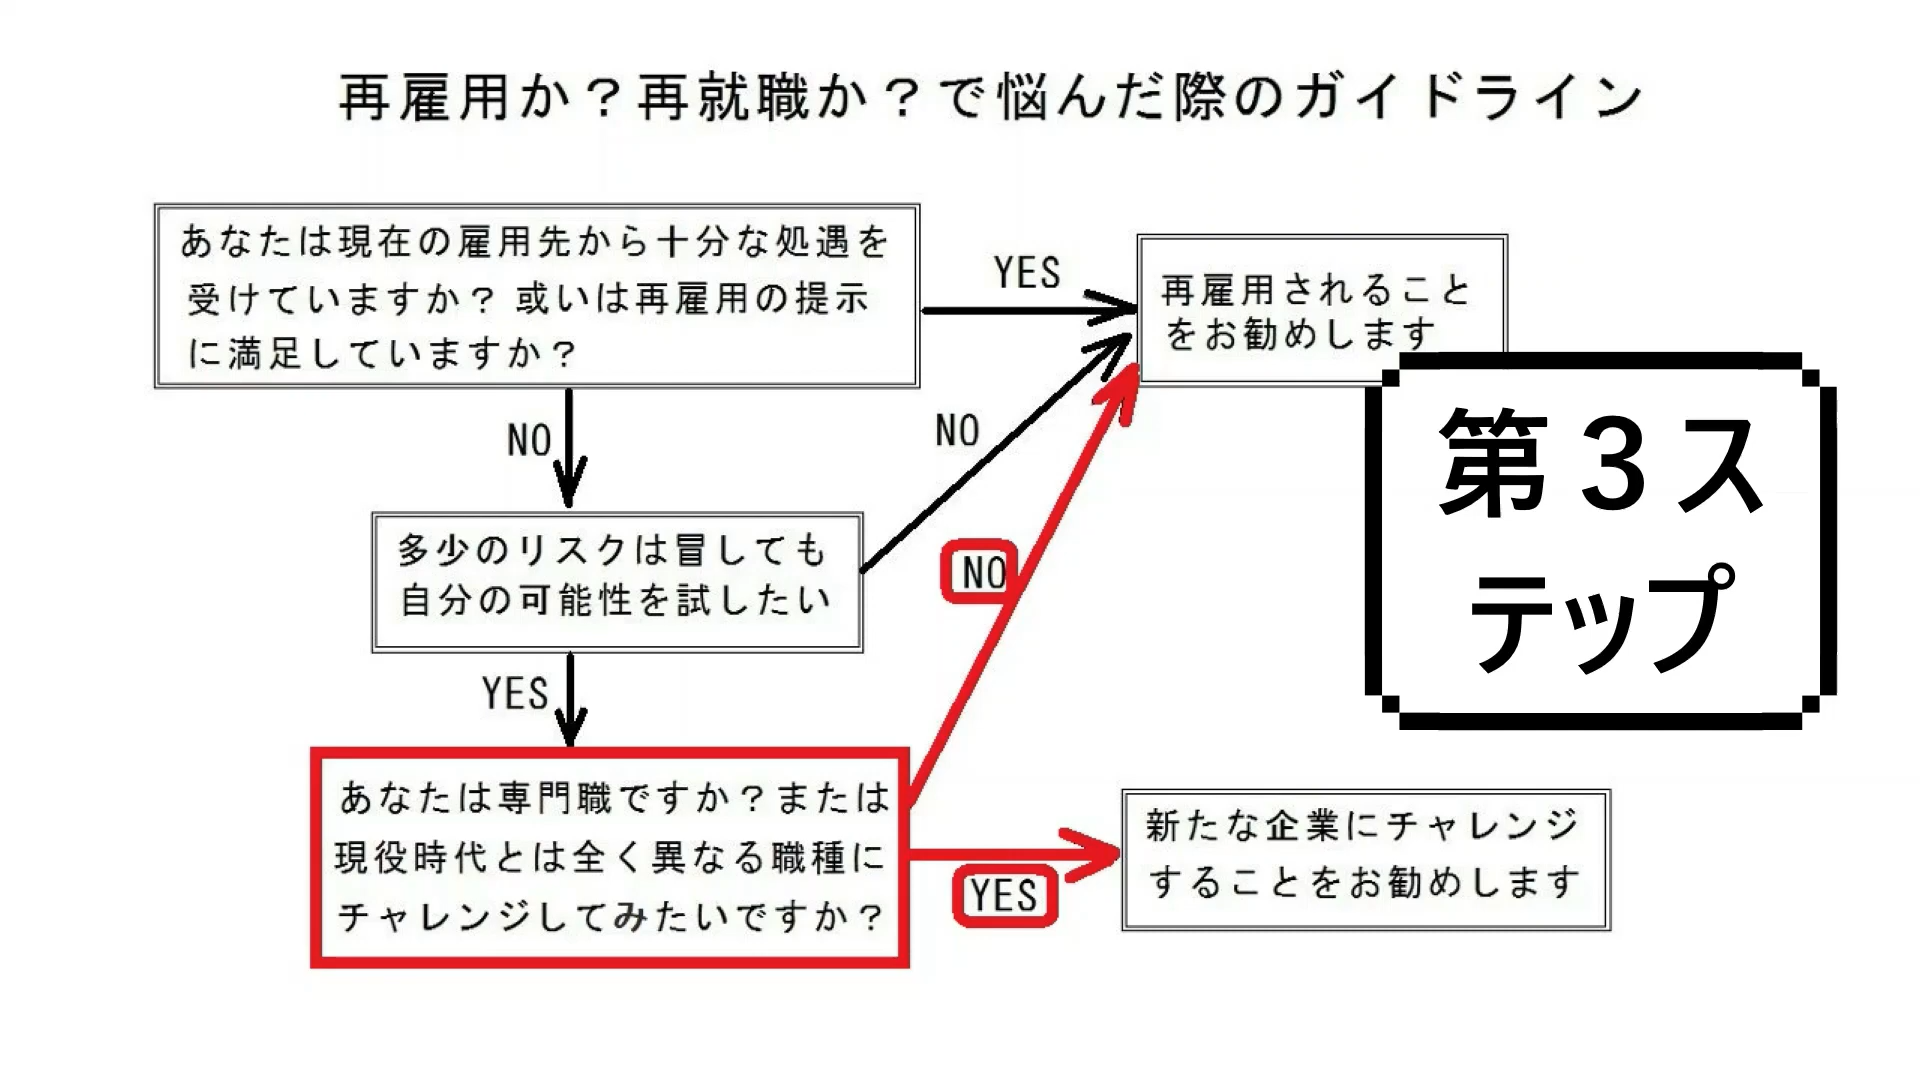 再雇用か？再就職か？で悩んだ際のガイドライン
あなたは現在の雇用先から十分な処遇を
受けていますか？ 或いは再雇用の提示
に満足していますか？
YES
再雇用されること
をお勧めします
NO
NO
第３ス
テップ
多少のリスクは冒しても
自分の可能性を試したい
NO
YES
あなたは専門職ですか？または
現役時代とは全く異なる職種に
チャレンジしてみたいですか？
YES
新たな企業にチャレンジ
することをお勧めします